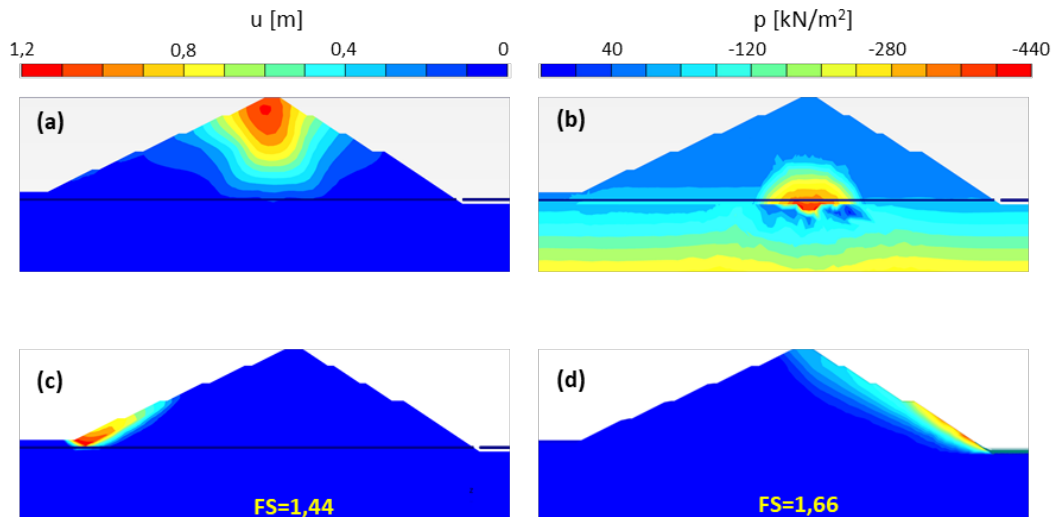 u [m]
p [kN/m²]
1,2 0,8 0,4 0
40 -120 -280 -440
(a)
(b)
(c)
(d)
FS=1,44
FS=1,66